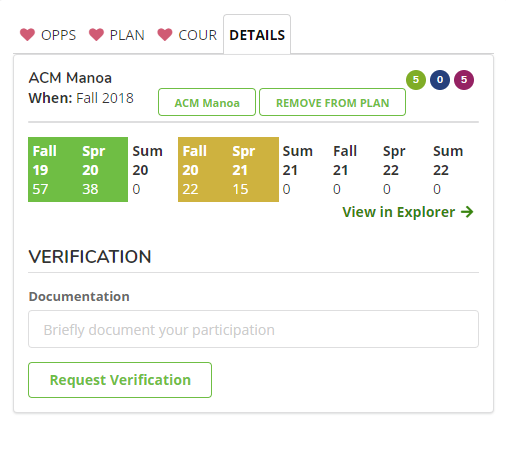 OPPS PLAN COUR DETAILS
ACM Manoa
5 0 5
When: Fall 2018
ACM Manoa REMOVE FROM PLAN
Fall Spr Sum Fall Spr Sum Fall Spr Sum
19 20 20 20 21 21 21 22 22
57 38 0 22 15 0 0 0 0
View in Explorer →
VERIFICATION
Documentation
Briefly document your participation
Request Verification